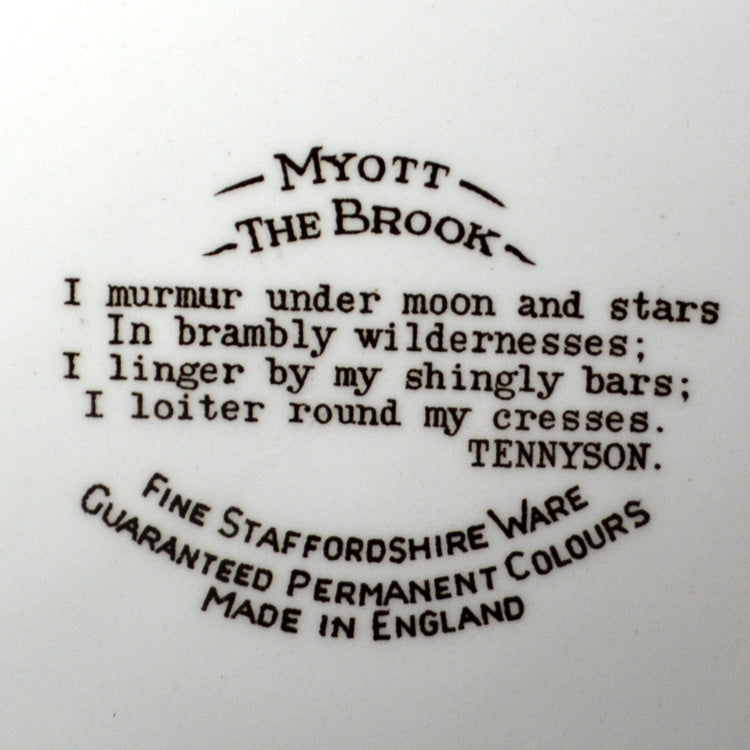 MYOTT
THE BROOK
I murmur under moon and stars
In brambly wildernesses;
I linger by my shingly bars;
I loiter round my cresses.
TENNYSON.
FINE STAFFORDSHIRE WARE
GUARANTEED PERMANENT COLOURS
MADE IN ENGLAND